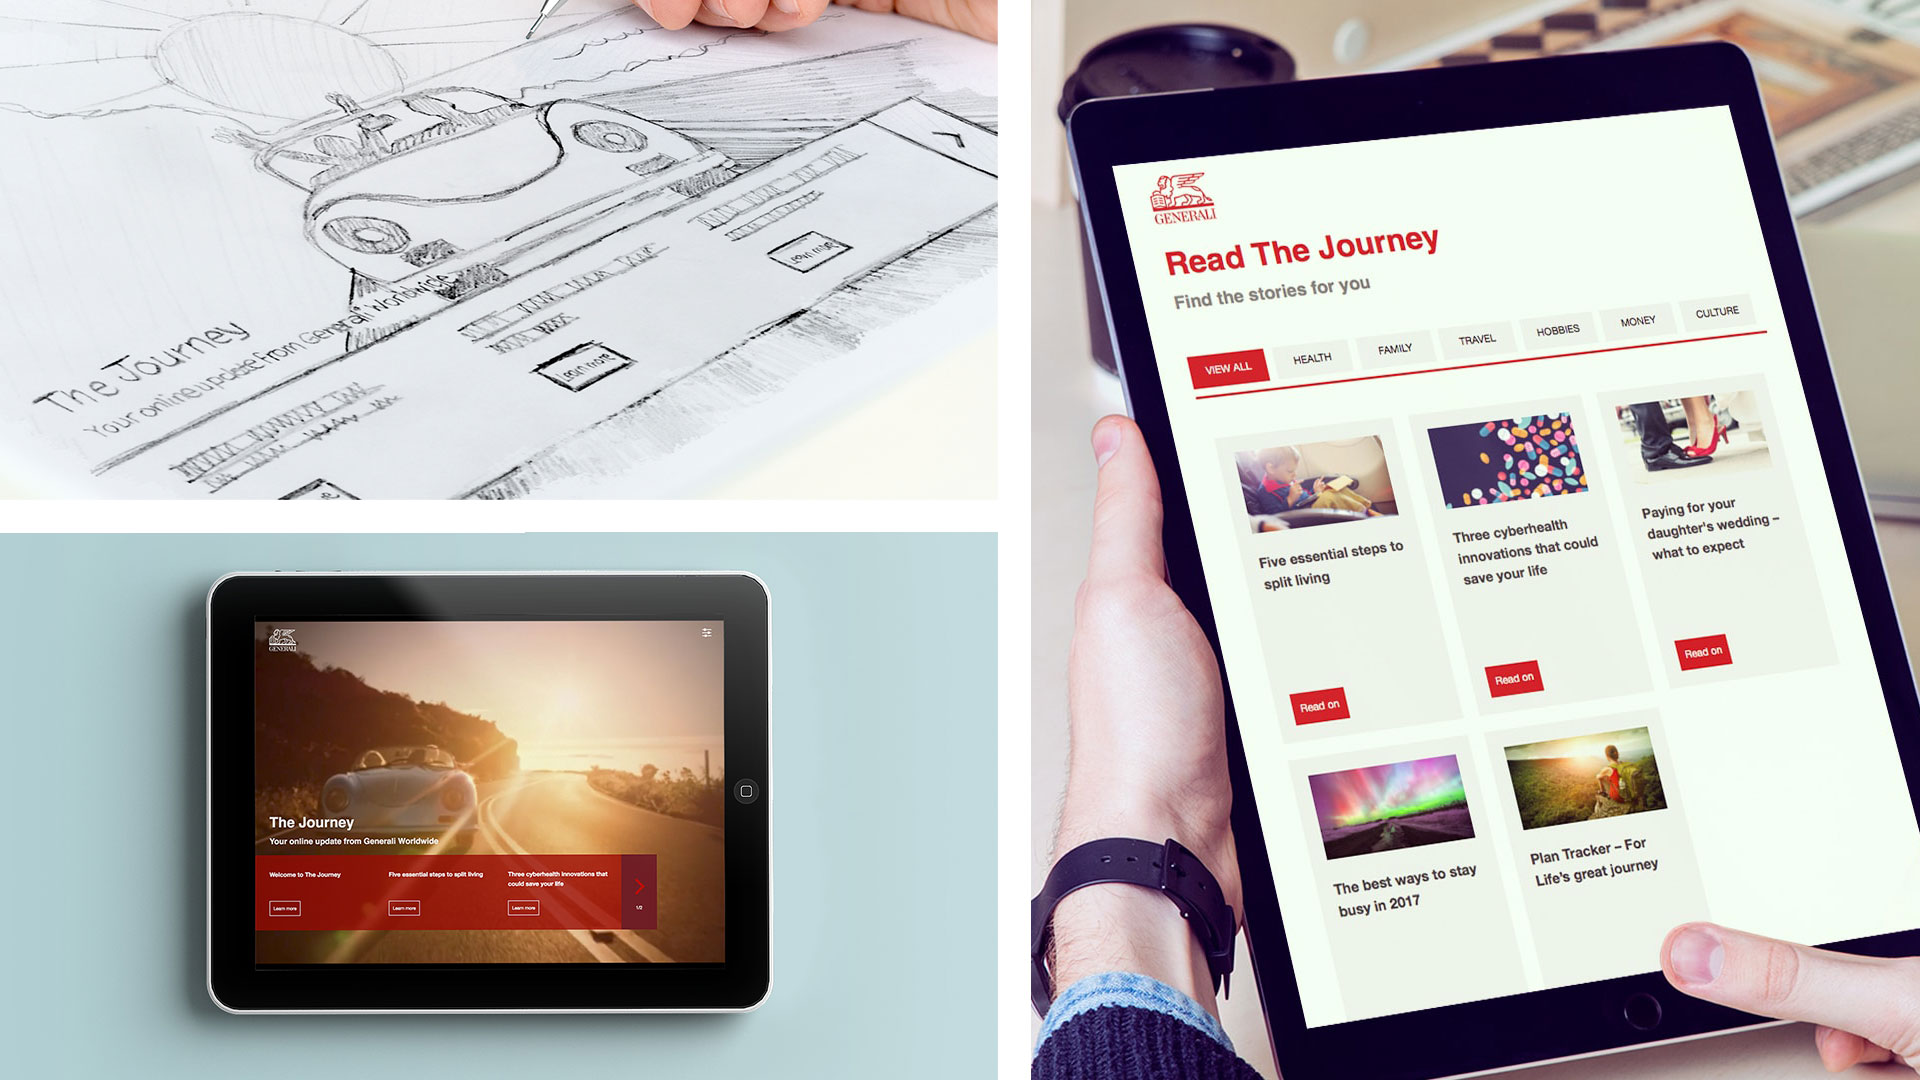 The Journey
Your online update from Generali Worldwide
Learn more
Learn more
GENERALI
The Journey
Your online update from Generali Worldwide
Welcome to The Journey
Learn more
Five essential steps to split living
Learn more
Three cyberhealth innovations that
could save your life
Learn more
1/2
GENERALI
Read The Journey
Find the stories for you
VIEW ALL
HEALTH
FAMILY
TRAVEL
HOBBIES
MONEY
CULTURE
Five essential steps to
split living
Read on
Three cyberhealth
innovations that could
save your life
Read on
Paying for your
daughter's wedding –
what to expect
Read on
The best ways to stay
busy in 2017
Plan Tracker – For
Life's great journey